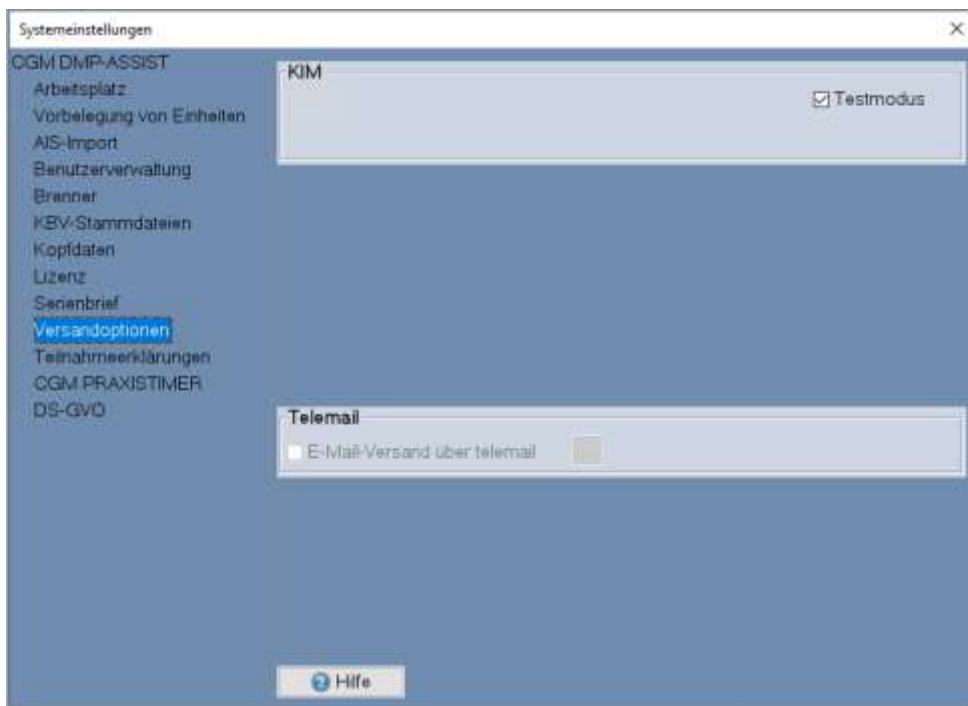 Systemeinstellungen
CGM DMP-ASSIST
Arbeitsplatz
Vorbelegung von Einheiten
AIS-Import
Benutzerverwaltung
Brenner
KBV-Stammdateien
Kopfdaten
Lizenz
Serienbrief
Versandoptionen
Teilnahmeerklärungen
CGM PRAXISTIMER
DS-GVO
KIM
Testmodus
Telemail
E-Mail-Versand über telemail
Hilfe